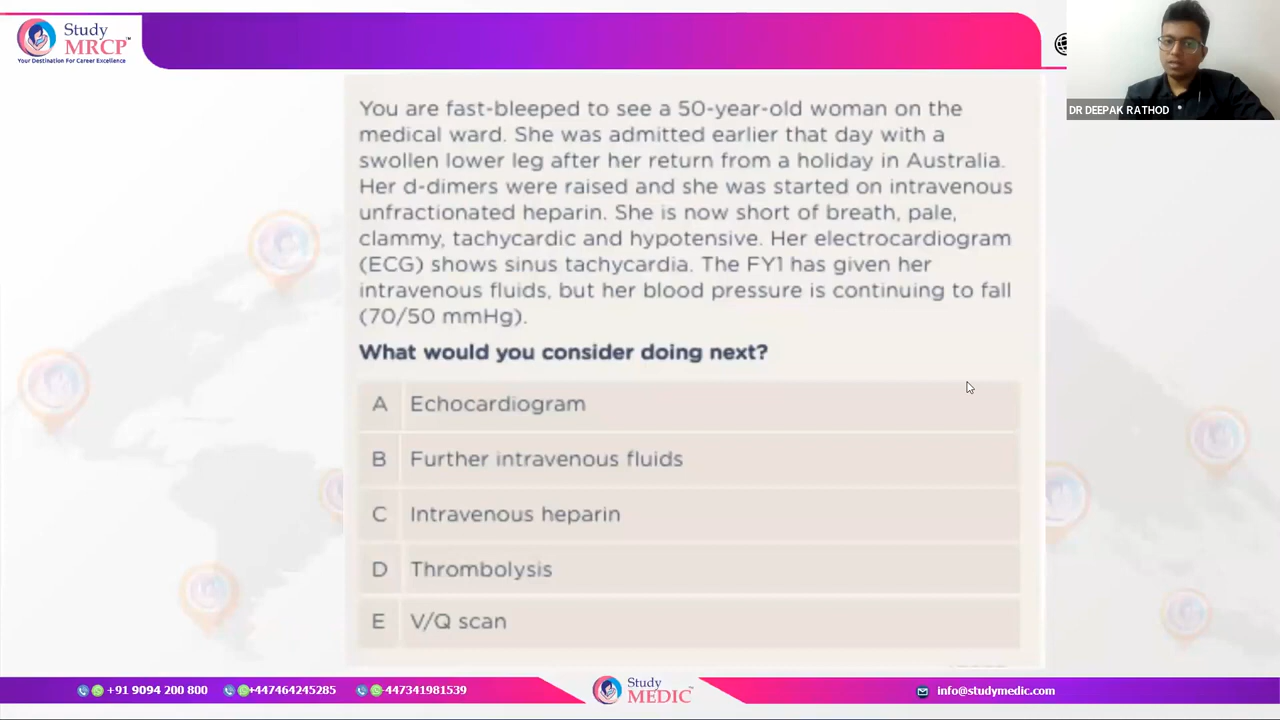 Study
MRCP™
Your Destination For Career Excellence
DR DEEPAK RATHOD
You are fast-bleeped to see a 50-year-old woman on the
medical ward. She was admitted earlier that day with a
swollen lower leg after her return from a holiday in Australia.
Her d-dimers were raised and she was started on intravenous
unfractionated heparin. She is now short of breath, pale,
clammy, tachycardic and hypotensive. Her electrocardiogram
(ECG) shows sinus tachycardia. The FY1 has given her
intravenous fluids, but her blood pressure is continuing to fall
(70/50 mmHg).
What would you consider doing next?
A Echocardiogram
B Further intravenous fluids
C Intravenous heparin
D Thrombolysis
E V/Q scan
+91 9094 200 800 +447464245285 447341981539
Study
MEDIC™
info@studymedic.com